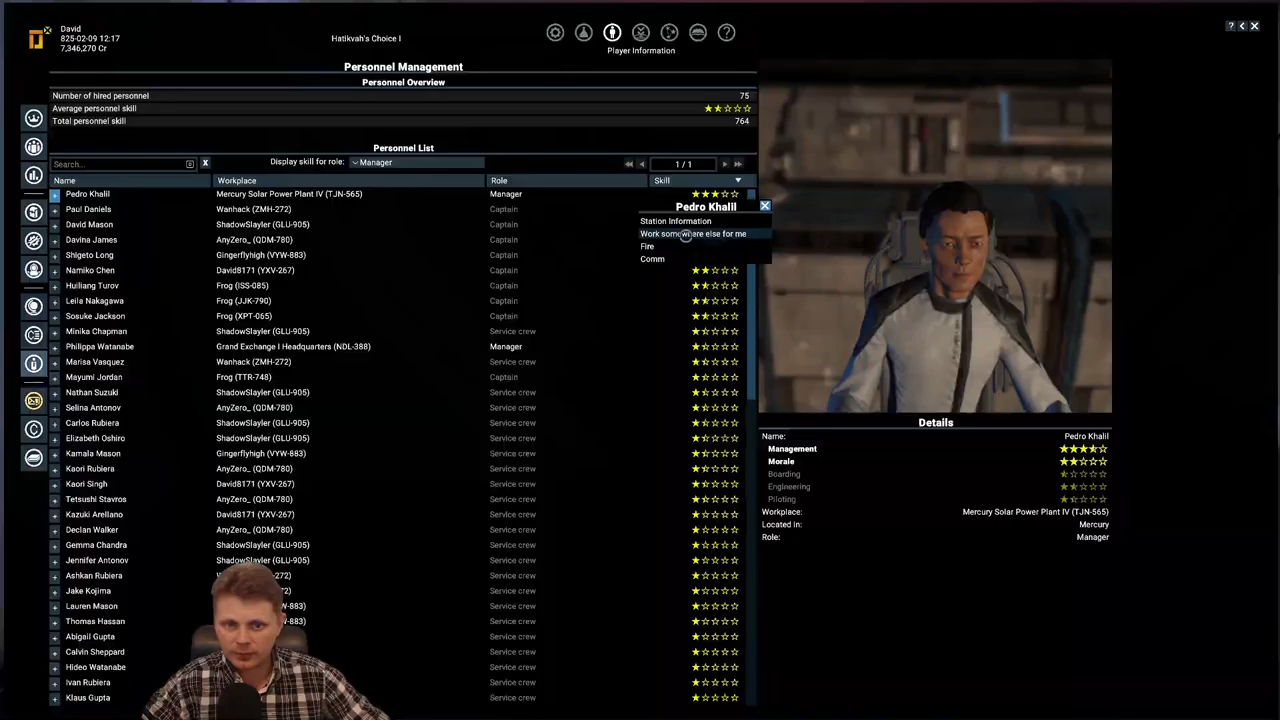 David
825-02-09 12:17
7,346,270 Cr
Hatikvah's Choice I
Player Information
? < X
Personnel Management
Personnel Overview
Number of hired personnel 75
Average personnel skill
Total personnel skill 764
Personnel List
Search... x Display skill for role: Manager 1 / 1
Name Workplace Role Skill
Pedro Khalil Mercury Solar Power Plant IV (TJN-565) Manager
Paul Daniels Wanhack (ZMH-272) Captain
David Mason ShadowSlayler (GLU-905) Captain
Davina James AnyZero_ (QDM-780) Captain
Shigeto Long Gingerflyhigh (VYW-883) Captain
Namiko Chen David8171 (YXV-267) Captain
Huiliang Turov Frog (ISS-085) Captain
Leila Nakagawa Frog (JJK-790) Captain
Sosuke Jackson Frog (XPT-065) Captain
Minika Chapman ShadowSlayler (GLU-905) Service crew
Philippa Watanabe Grand Exchange I Headquarters (NDL-388) Manager
Marisa Vasquez Wanhack (ZMH-272) Service crew
Mayumi Jordan Frog (TTR-748) Captain
Nathan Suzuki ShadowSlayler (GLU-905) Service crew
Selina Antonov AnyZero_ (QDM-780) Service crew
Carlos Rubiera ShadowSlayler (GLU-905) Service crew
Elizabeth Oshiro ShadowSlayler (GLU-905) Service crew
Kamala Mason Gingerflyhigh (VYW-883) Service crew
Kaori Rubiera AnyZero_ (QDM-780) Service crew
Kaori Singh David8171 (YXV-267) Service crew
Tetsushi Stavros AnyZero_ (QDM-780) Service crew
Kazuki Arellano David8171 (YXV-267) Service crew
Declan Walker AnyZero_ (QDM-780) Service crew
Gemma Chandra ShadowSlayler (GLU-905) Service crew
Jennifer Antonov ShadowSlayler (GLU-905) Service crew
Ashkan Rubiera -272) Service crew
Jake Kojima 72) Service crew
Lauren Mason W-883) Service crew
Thomas Hassan W-883) Service crew
Abigail Gupta Service crew
Calvin Sheppard Service crew
Hideo Watanabe Service crew
Ivan Rubiera Service crew
Klaus Gupta Service crew
Pedro Khalil X
Station Information
Work somewhere else for me
Fire
Comm
Details
Name: Pedro Khalil
Management
Morale
Boarding
Engineering
Piloting
Workplace: Mercury Solar Power Plant IV (TJN-565)
Located in: Mercury
Role: Manager